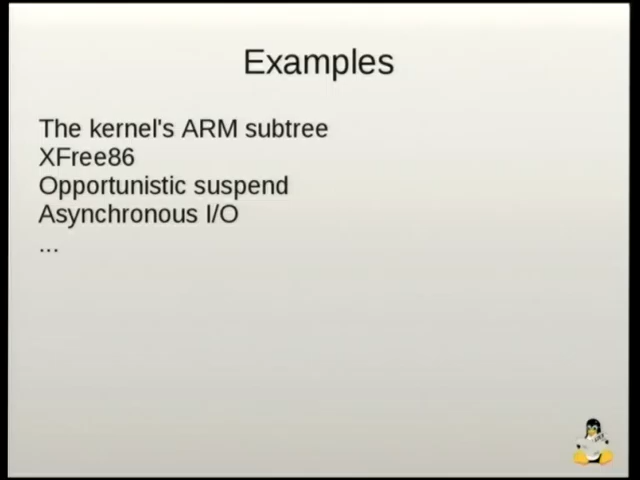 Examples
The kernel's ARM subtree
XFree86
Opportunistic suspend
Asynchronous I/O
...